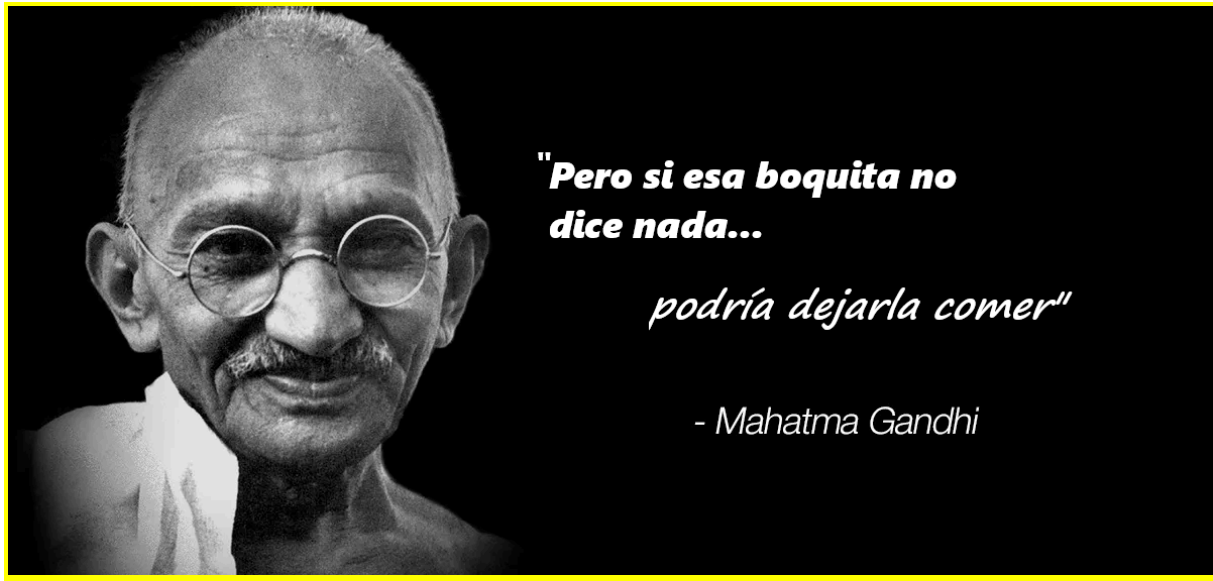 "Pero si esa boquita no
dice nada...
podría dejarla comer"
- Mahatma Gandhi